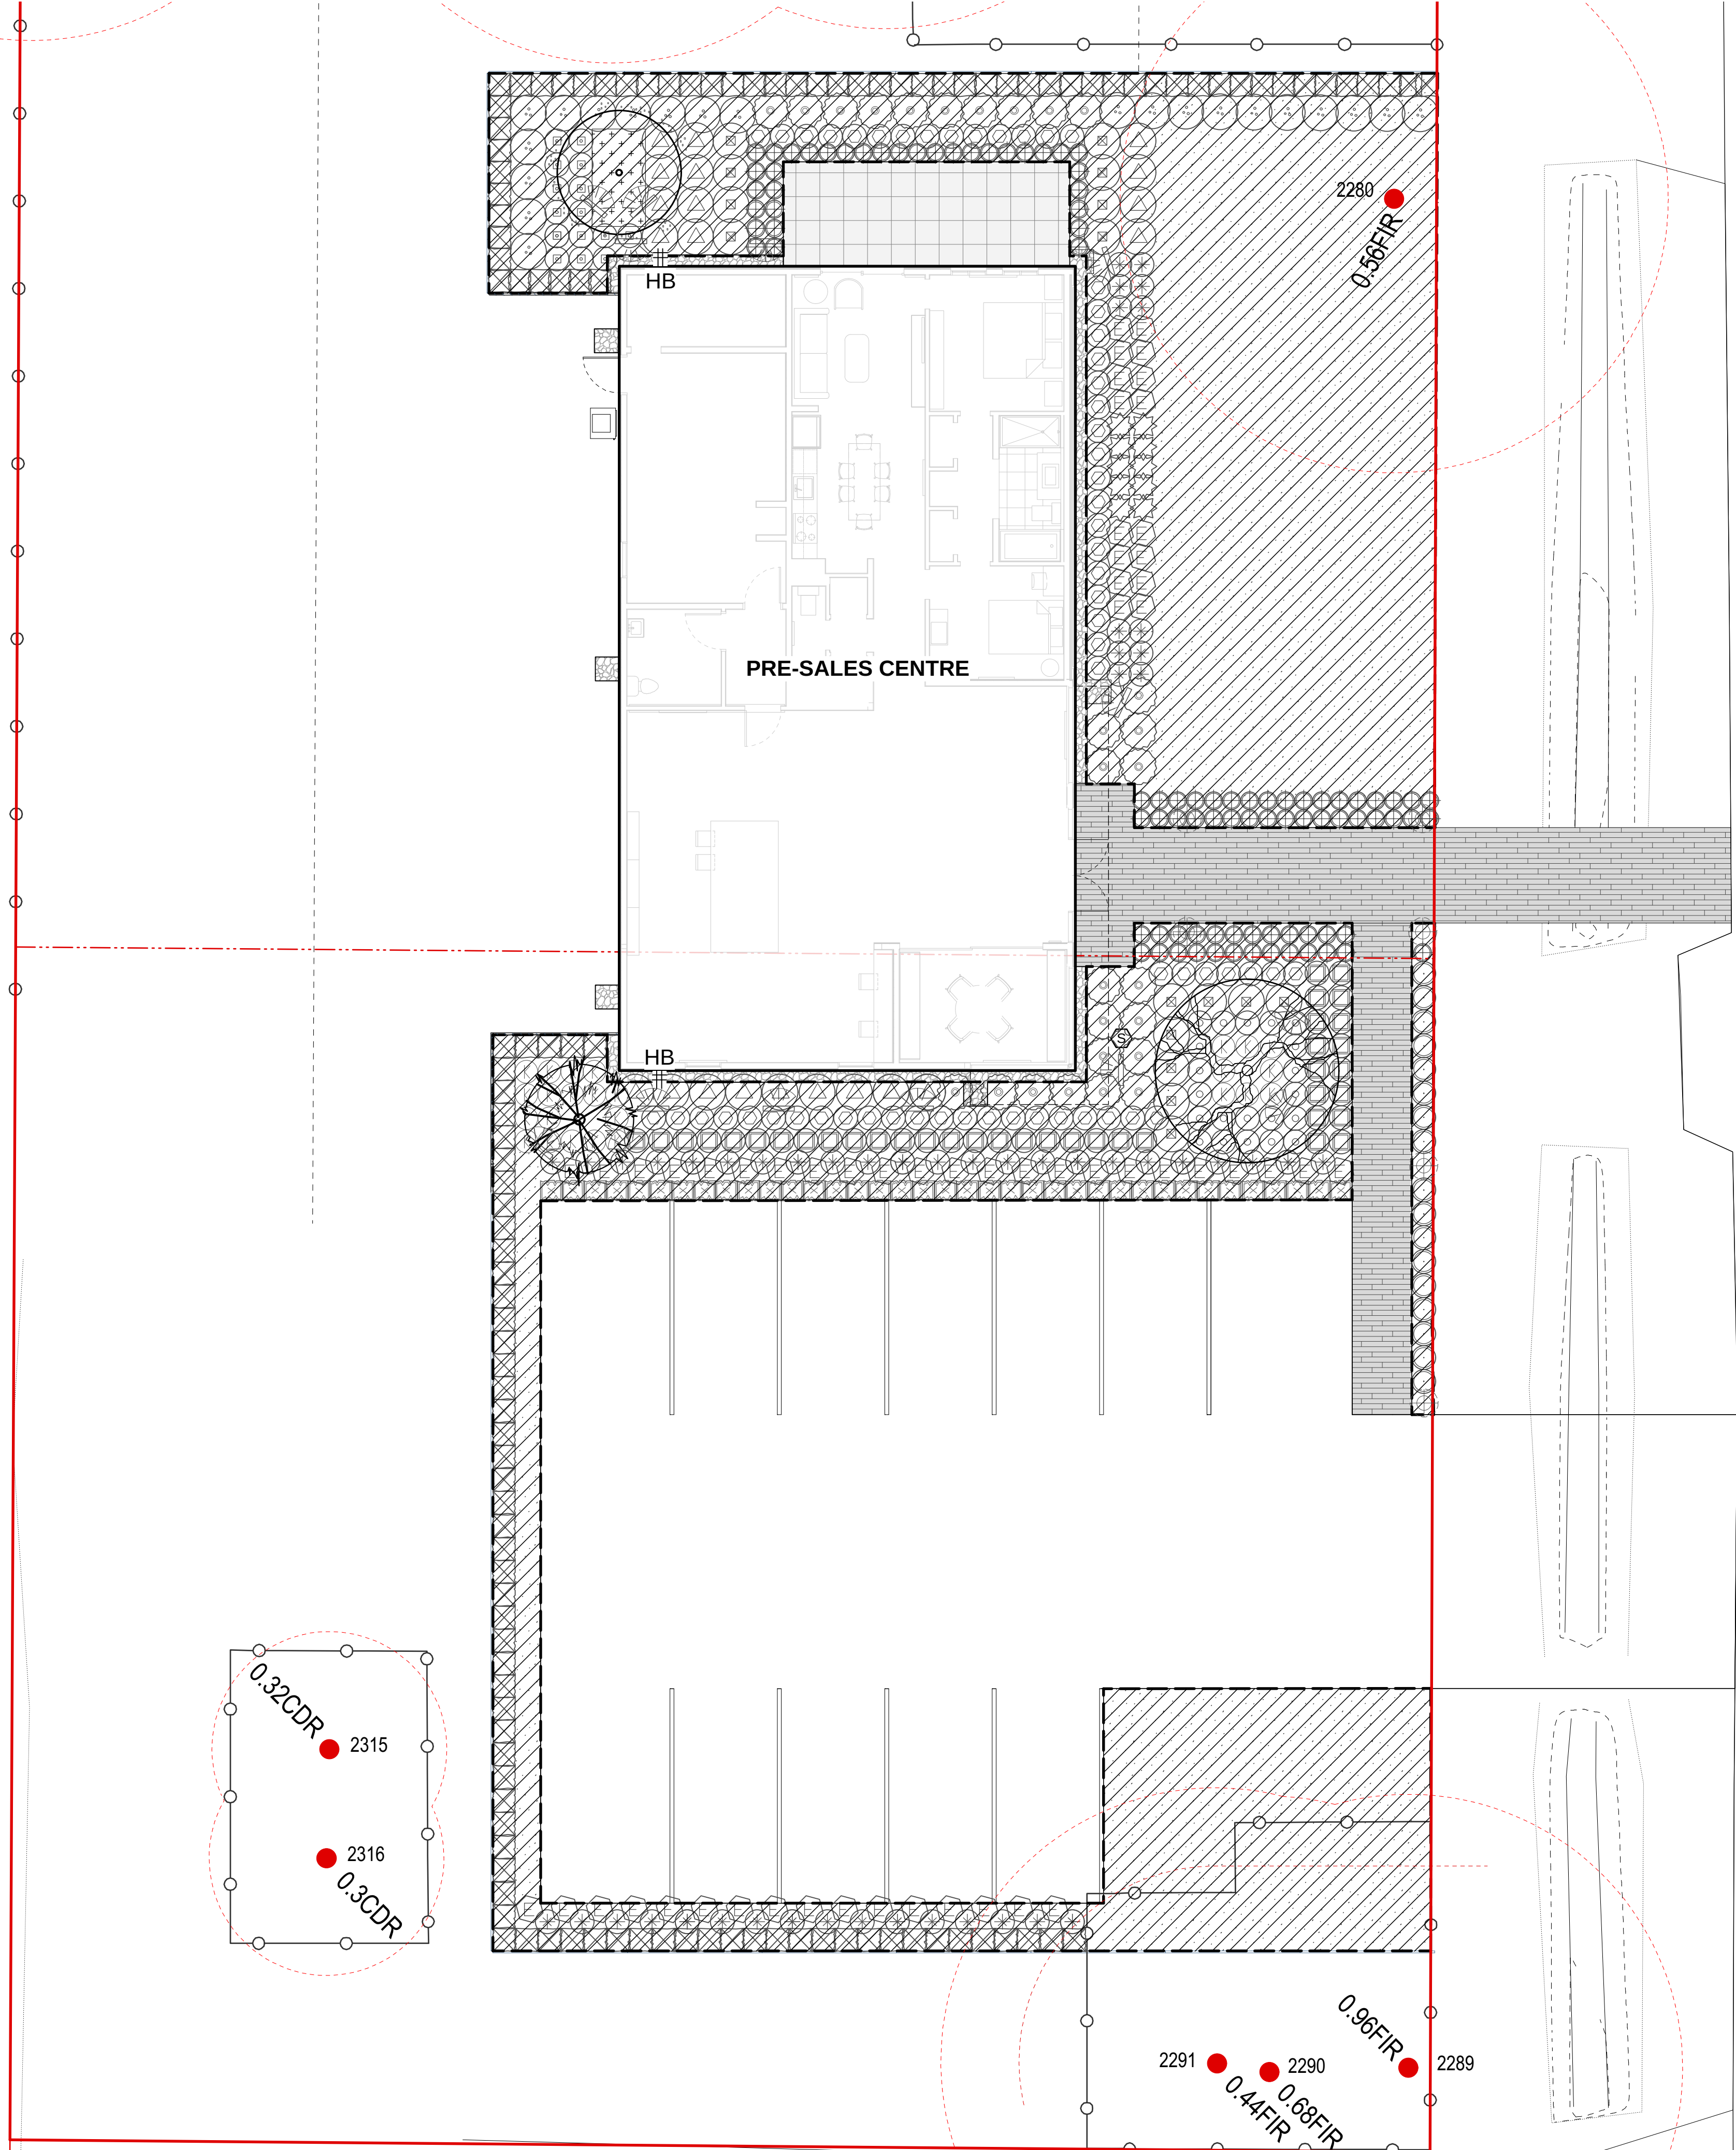 2280
0.56FIR
HB
PRE-SALES CENTRE
S
HB
0.32CDR
2315
2316
0.3CDR
0.96FIR
2291
2290
2289
0.44FIR
0.68FIR